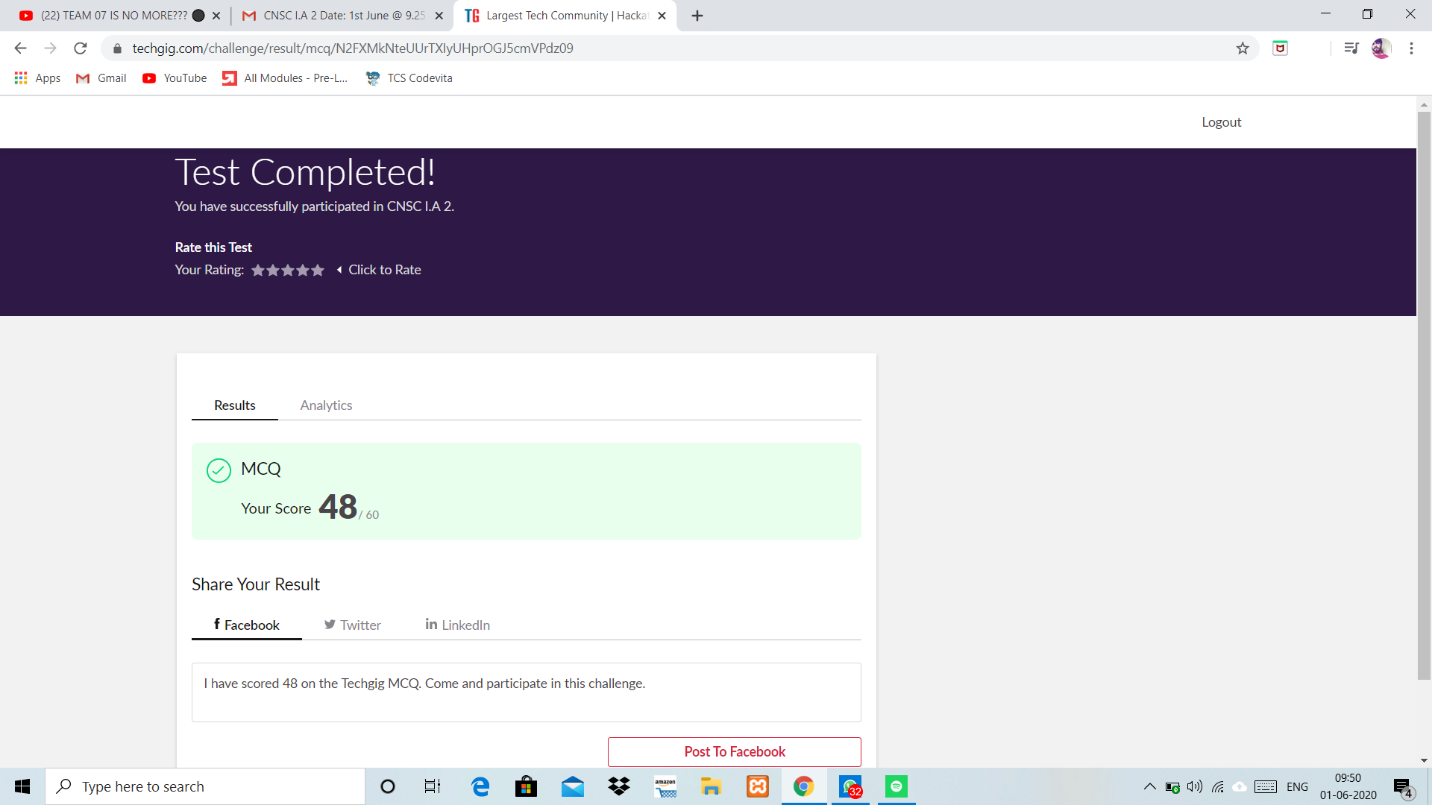 (22) TEAM 07 IS NO MORE???
CNSC I.A 2 Date: 1st June @ 9.25
TG Largest Tech Community | Hacka
techgig.com/challenge/result/mcq/N2FXMkNteUUrTXIyUHprOGJ5cmVPdz09
Apps Gmail YouTube All Modules - Pre-L... TCS Codevita
Logout
Test Completed!
You have successfully participated in CNSC I.A 2.
Rate this Test
Your Rating: Click to Rate
Results Analytics
MCQ
Your Score 48 / 60
Share Your Result
f Facebook Twitter in LinkedIn
I have scored 48 on the Techgig MCQ. Come and participate in this challenge.
Post To Facebook
Type here to search
amazon
32
ENG
09:50
01-06-2020
4